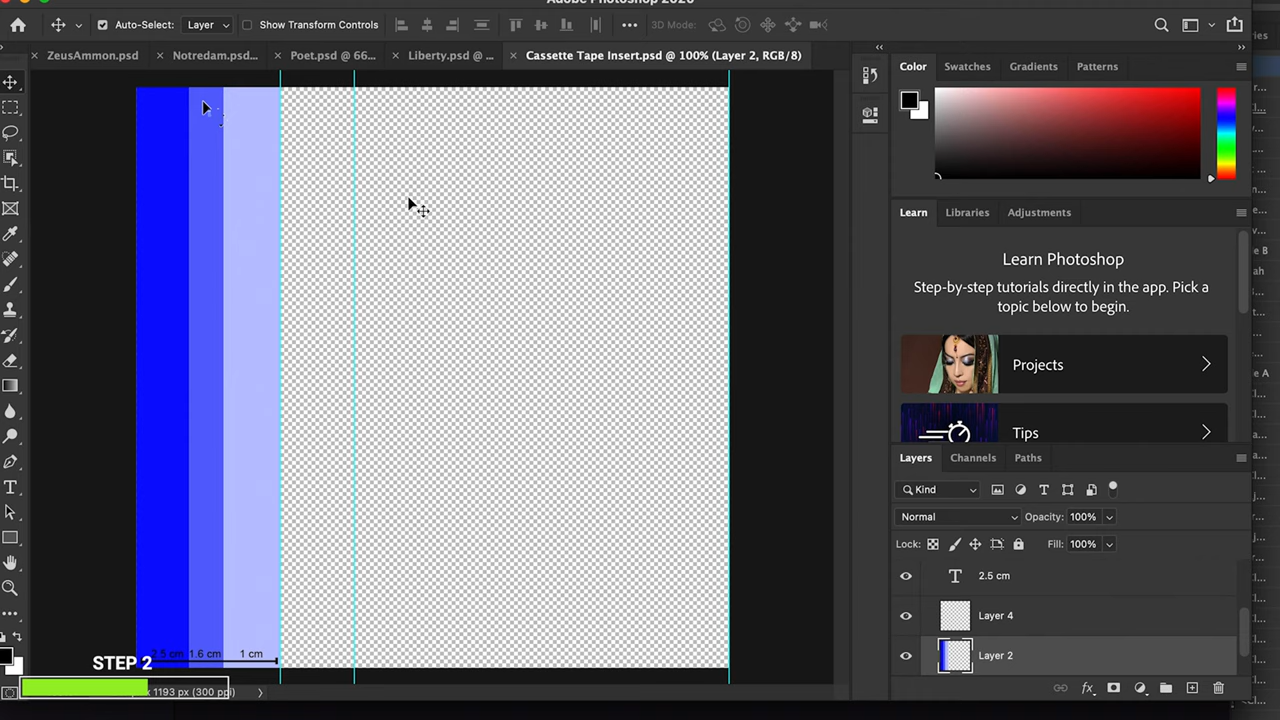 Adobe Photoshop 2020
Auto-Select: Layer Show Transform Controls 3D Mode:
ZeusAmmon.psd Notredam.psd... Poet.psd @ 66... Liberty.psd @ ... Cassette Tape Insert.psd @ 100% (Layer 2, RGB/8)
Color Swatches Gradients Patterns
Learn Libraries Adjustments
Learn Photoshop
Step-by-step tutorials directly in the app. Pick a
topic below to begin.
Projects
Tips
Layers Channels Paths
Kind
Normal Opacity: 100%
Lock: Fill: 100%
T 2.5 cm
Layer 4
Layer 2
2.5 cm 1.6 cm 1 cm
STEP 2
1193 px (300 ppi)
fx